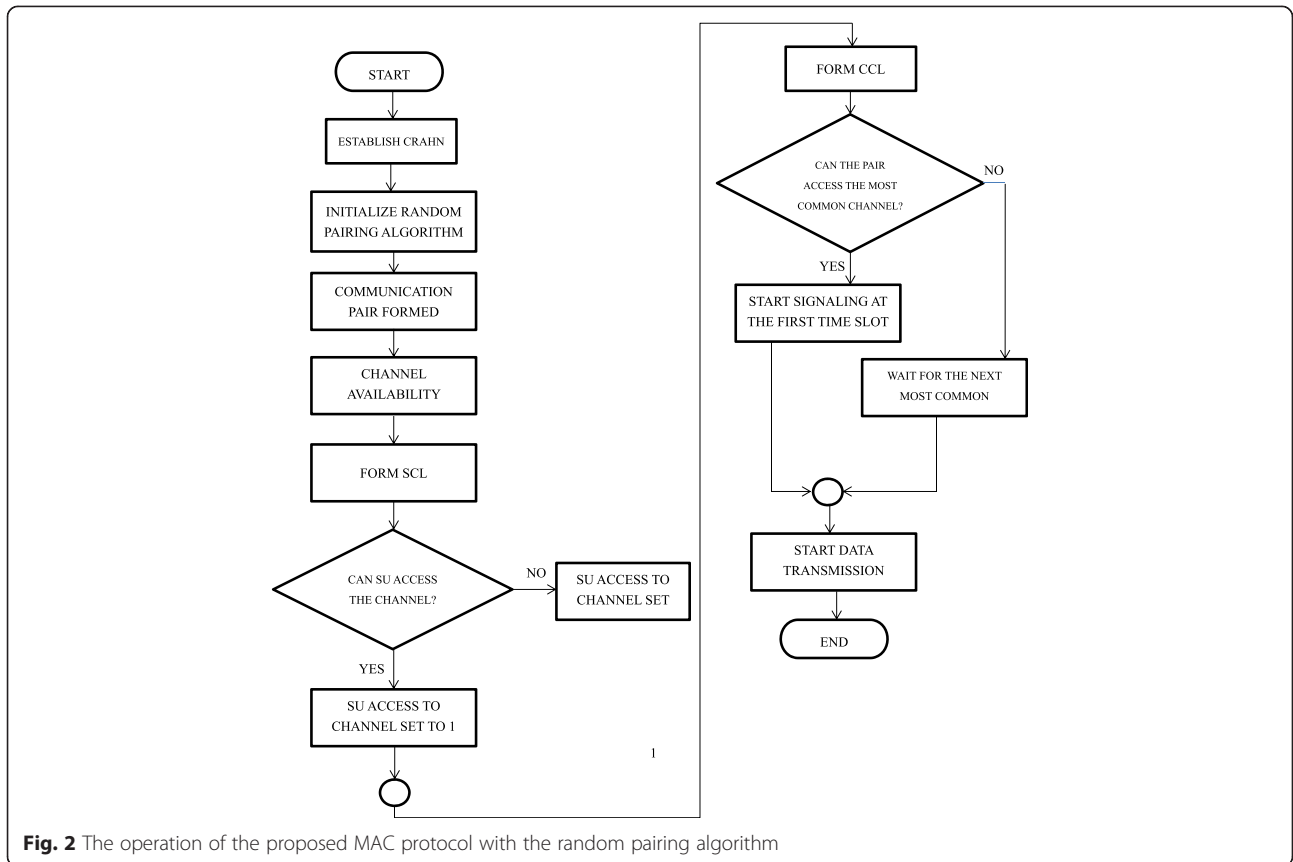 START
ESTABLISH CRAHN
INITIALIZE RANDOM
PAIRING ALGORITHM
COMMUNICATION
PAIR FORMED
CHANNEL
AVAILABILITY
FORM SCL
CAN SU ACCESS
THE CHANNEL?
NO
SU ACCESS TO
CHANNEL SET
YES
SU ACCESS TO
CHANNEL SET TO 1
1
FORM CCL
CAN THE PAIR
ACCESS THE MOST
COMMON CHANNEL?
NO
YES
START SIGNALING AT
THE FIRST TIME SLOT
WAIT FOR THE NEXT
MOST COMMON
START DATA
TRANSMISSION
END
Fig. 2 The operation of the proposed MAC protocol with the random pairing algorithm